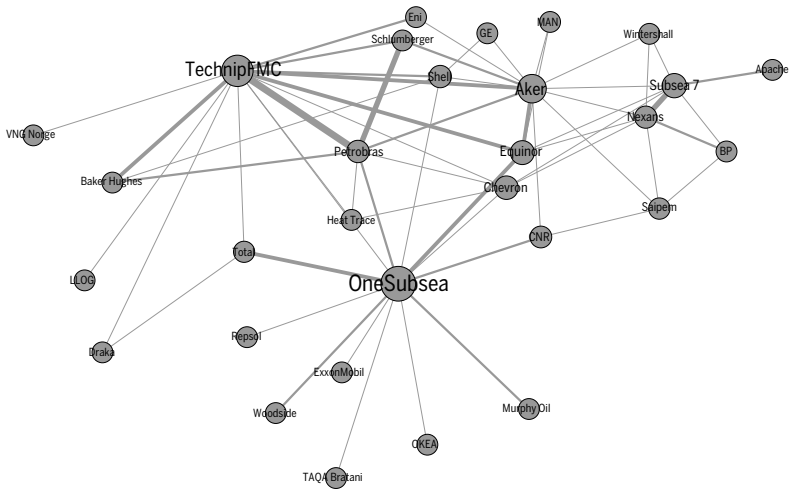 Eni
MAN
GE
Wintershall
Schlumberger
TechnipFMC
Shell
Apache
Aker
Subsea 7
Nexans
VNG Norge
Petrobras
Equinor
BP
Baker Hughes
Chevron
Saipem
Heat Trace
CNR
Total
LLOG
OneSubsea
Repsol
Draka
ExxonMobil
Woodside
Murphy Oil
OKEA
TAQA Bratani